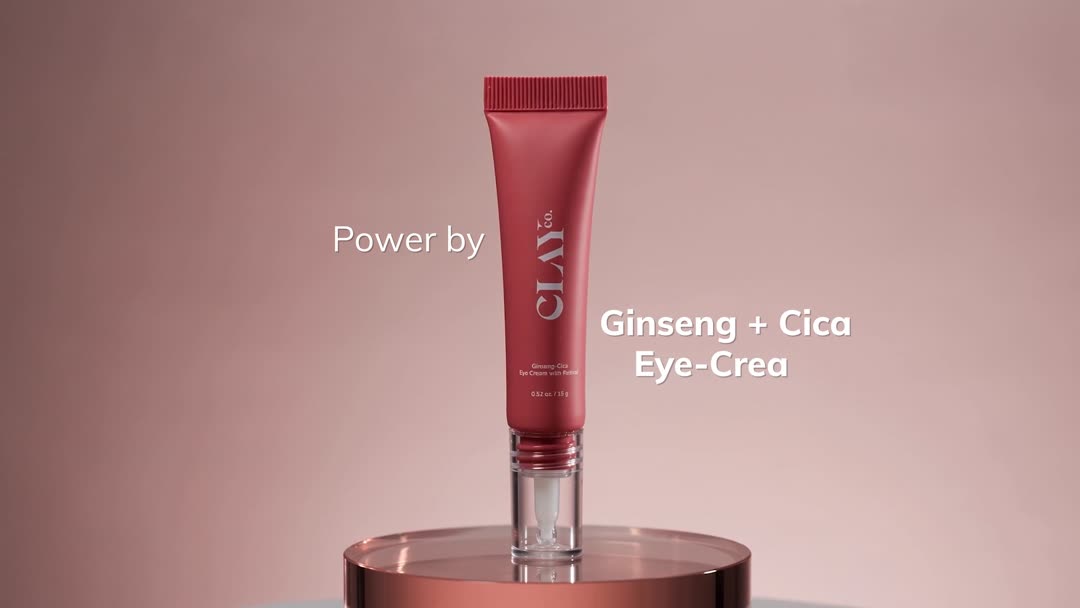 Power by
CLAY co.
Ginseng + Cica
Eye-Crea
Ginseng-Cica
Eye Cream with Retinol
0.52 oz. / 15 g